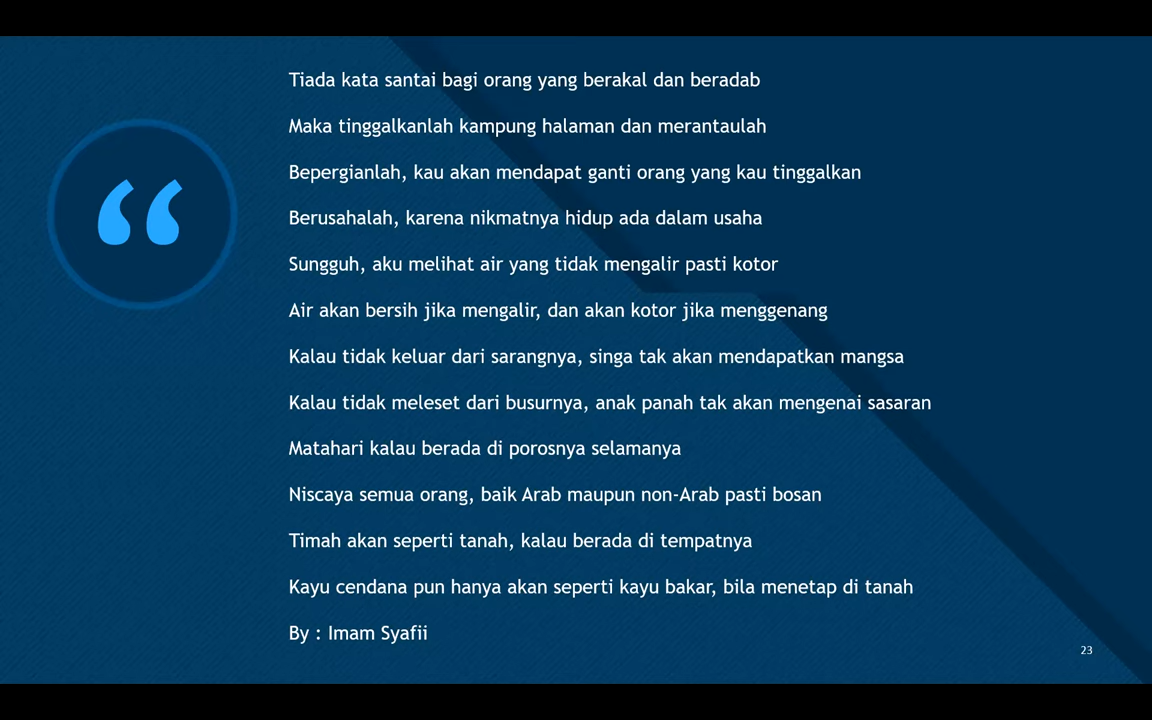 Tiada kata santai bagi orang yang berakal dan beradab
Maka tinggalkanlah kampung halaman dan merantaulah
Bepergianlah, kau akan mendapat ganti orang yang kau tinggalkan
Berusahalah, karena nikmatnya hidup ada dalam usaha
Sungguh, aku melihat air yang tidak mengalir pasti kotor
Air akan bersih jika mengalir, dan akan kotor jika menggenang
Kalau tidak keluar dari sarangnya, singa tak akan mendapatkan mangsa
Kalau tidak meleset dari busurnya, anak panah tak akan mengenai sasaran
Matahari kalau berada di porosnya selamanya
Niscaya semua orang, baik Arab maupun non-Arab pasti bosan
Timah akan seperti tanah, kalau berada di tempatnya
Kayu cendana pun hanya akan seperti kayu bakar, bila menetap di tanah
By : Imam Syafii
23